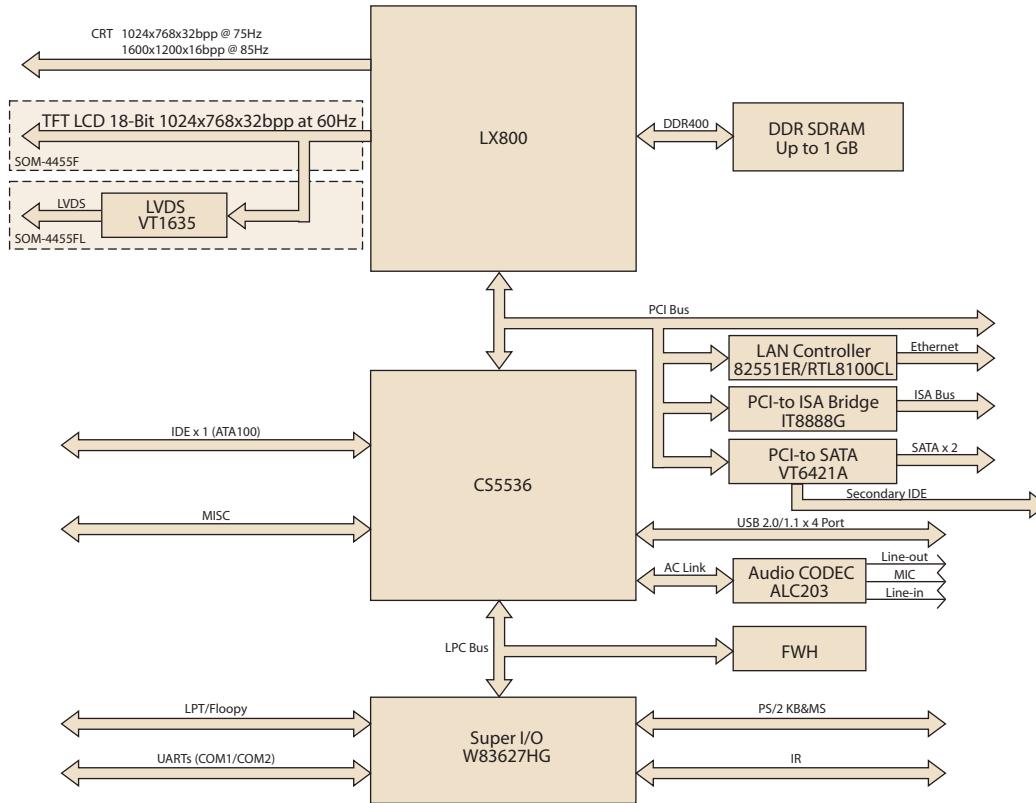 CRT 1024x768x32bpp @ 75Hz
1600x1200x16bpp @ 85Hz
TFT LCD 18-Bit 1024x768x32bpp at 60Hz
SOM-4455F
LVDS
LVDS
VT1635
SOM-4455FL
LX800
DDR400
DDR SDRAM
Up to 1 GB
PCI Bus
LAN Controller
82551ER/RTL8100CL
Ethernet
PCI-to ISA Bridge
IT8888G
ISA Bus
PCI-to SATA
VT6421A
SATA x 2
Secondary IDE
IDE x 1 (ATA100)
MISC
CS5536
USB 2.0/1.1 x 4 Port
AC Link
Audio CODEC
ALC203
Line-out
MIC
Line-in
LPC Bus
FWH
LPT/Floopy
UARTs (COM1/COM2)
Super I/O
W83627HG
PS/2 KB&MS
IR